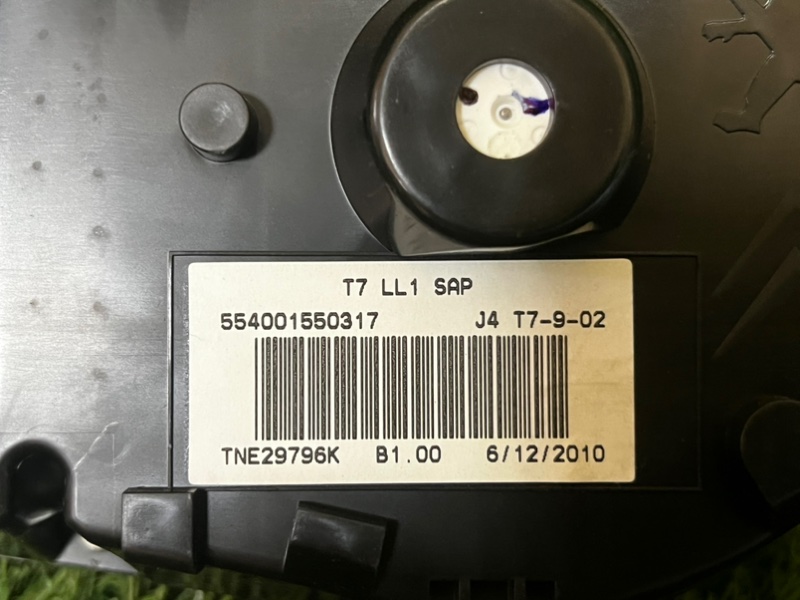 T7 LL1 SAP
554001550317 J4 T7-9-02
TNE29796K B1.00 6/12/2010